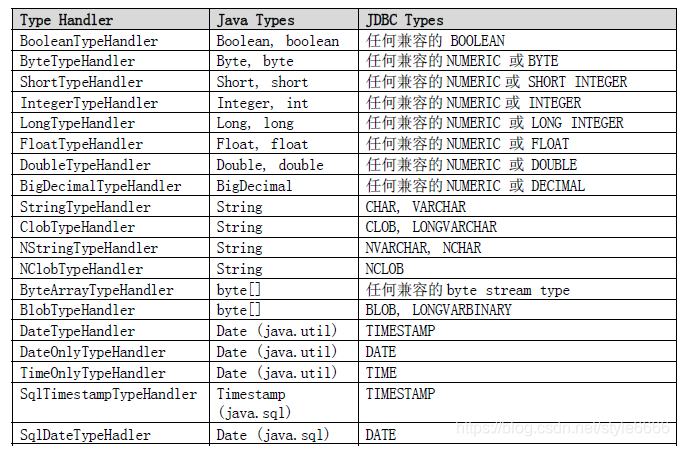 Type Handler Java Types JDBC Types
BooleanTypeHandler Boolean, boolean 任何兼容的 BOOLEAN
ByteTypeHandler Byte, byte 任何兼容的NUMERIC 或BYTE
ShortTypeHandler Short, short 任何兼容的NUMERIC或 SHORT INTEGER
IntegerTypeHandler Integer, int 任何兼容的NUMERIC或 INTEGER
LongTypeHandler Long, long 任何兼容的NUMERIC 或 LONG INTEGER
FloatTypeHandler Float, float 任何兼容的NUMERIC 或 FLOAT
DoubleTypeHandler Double, double 任何兼容的NUMERIC 或 DOUBLE
BigDecimalTypeHandler BigDecimal 任何兼容的NUMERIC 或 DECIMAL
StringTypeHandler String CHAR, VARCHAR
ClobTypeHandler String CLOB, LONGVARCHAR
NStringTypeHandler String NVARCHAR, NCHAR
NClobTypeHandler String NCLOB
ByteArrayTypeHandler byte[] 任何兼容的byte stream type
BlobTypeHandler byte[] BLOB, LONGVARBINARY
DateTypeHandler Date (java.util) TIMESTAMP
DateOnlyTypeHandler Date (java.util) DATE
TimeOnlyTypeHandler Date (java.util) TIME
SqlTimestampTypeHandler Timestamp TIMESTAMP
(java.sql)
SqlDateTypeHadler Date (java.sql) DATE
https://blog.csdn.net/style6666